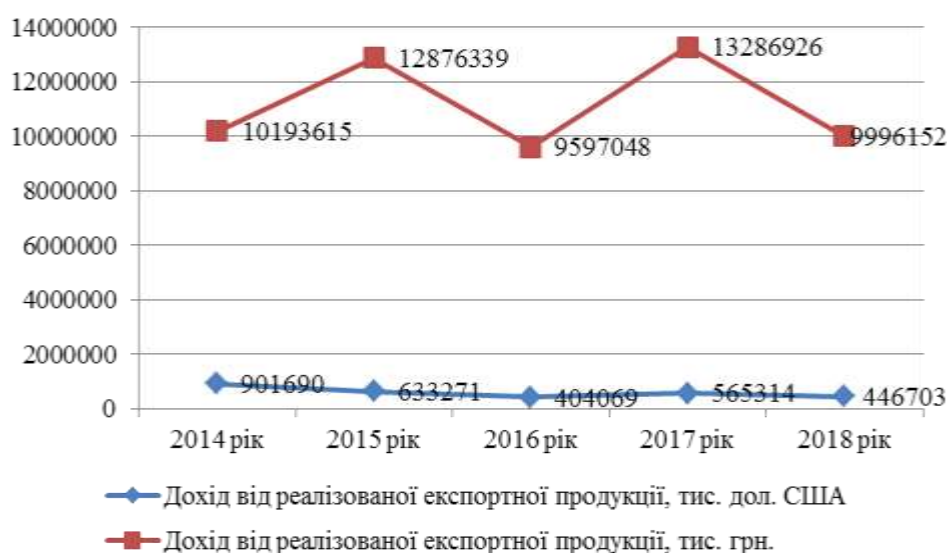 14000000
12000000
10000000
8000000
6000000
4000000
2000000
0
10193615
12876339
9597048
13286926
9996152
901690
633271
404069
565314
446703
2014 рік
2015 рік
2016 рік
2017 рік
2018 рік
Дохід від реалізованої експортної продукції, тис. дол. США
Дохід від реалізованої експортної продукції, тис. грн.